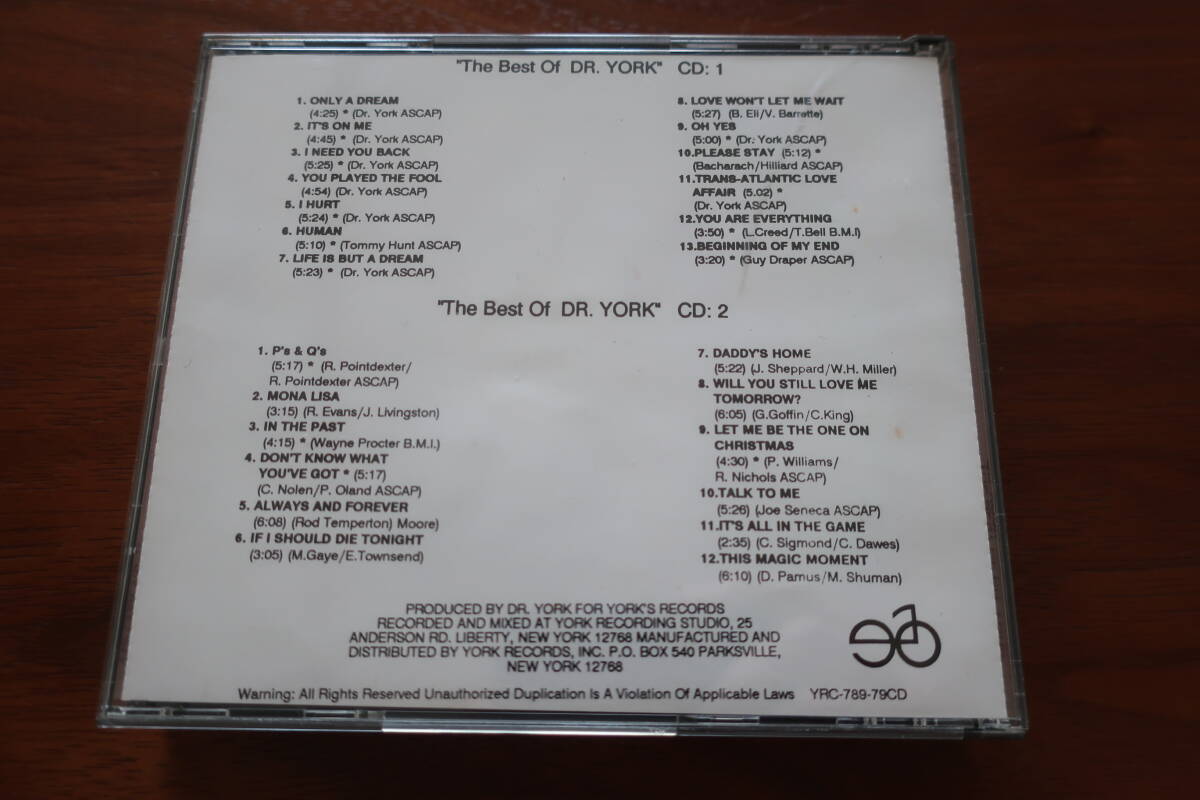 "The Best Of DR. YORK" CD: 1
1. ONLY A DREAM
(4:25) * (Dr. York ASCAP)
2. IT'S ON ME
(4:45) * (Dr. York ASCAP)
3. I NEED YOU BACK
(5:25) * (Dr. York ASCAP)
4. YOU PLAYED THE FOOL
(4:54) (Dr. York ASCAP)
5. I HURT
(5:24) * (Dr. York ASCAP)
6. HUMAN
(5:10) * (Tommy Hunt ASCAP)
7. LIFE IS BUT A DREAM
(5:23) * (Dr. York ASCAP)
8. LOVE WON'T LET ME WAIT
(5:27) (B. Eli/V. Barrette)
9. OH YES
(5:00) * (Dr. York ASCAP)
10.PLEASE STAY (5:12) *
(Bacharach/Hilliard ASCAP)
11.TRANS-ATLANTIC LOVE
AFFAIR (5.02) *
(Dr. York ASCAP)
12.YOU ARE EVERYTHING
(3:50) * (L.Creed/T.Bell B.M.I)
13.BEGINNING OF MY END
(3:20) * (Guy Draper ASCAP)
"The Best Of DR. YORK" CD: 2
1. P's & Q's
(5:17) * (R. Pointdexter/
R. Pointdexter ASCAP)
2. MONA LISA
(3:15) (R. Evans/J. Livingston)
3. IN THE PAST
(4:15) * (Wayne Procter B.M.I.)
4. DON'T KNOW WHAT
YOU'VE GOT * (5:17)
(C. Nolen/P. Oland ASCAP)
5. ALWAYS AND FOREVER
(6:08) (Rod Temperton) Moore)
6. IF I SHOULD DIE TONIGHT
(3:05) (M.Gaye/E.Townsend)
7. DADDY'S HOME
(5:22) (J. Sheppard/W.H. Miller)
8. WILL YOU STILL LOVE ME
TOMORROW?
(6:05) (G.Goffin/C.King)
9. LET ME BE THE ONE ON
CHRISTMAS
(4:30) * (P. Williams/
R. Nichols ASCAP)
10.TALK TO ME
(5:26) (Joe Seneca ASCAP)
11.IT'S ALL IN THE GAME
(2:35) (C. Sigmond/C. Dawes)
12.THIS MAGIC MOMENT
(6:10) (D. Pamus/M. Shuman)
PRODUCED BY DR. YORK FOR YORK'S RECORDS
RECORDED AND MIXED AT YORK RECORDING STUDIO, 25
ANDERSON RD. LIBERTY, NEW YORK 12768 MANUFACTURED AND
DISTRIBUTED BY YORK RECORDS, INC. P.O. BOX 540 PARKSVILLE,
NEW YORK 12768
Warning: All Rights Reserved Unauthorized Duplication Is A Violation Of Applicable Laws YRC-789-79CD